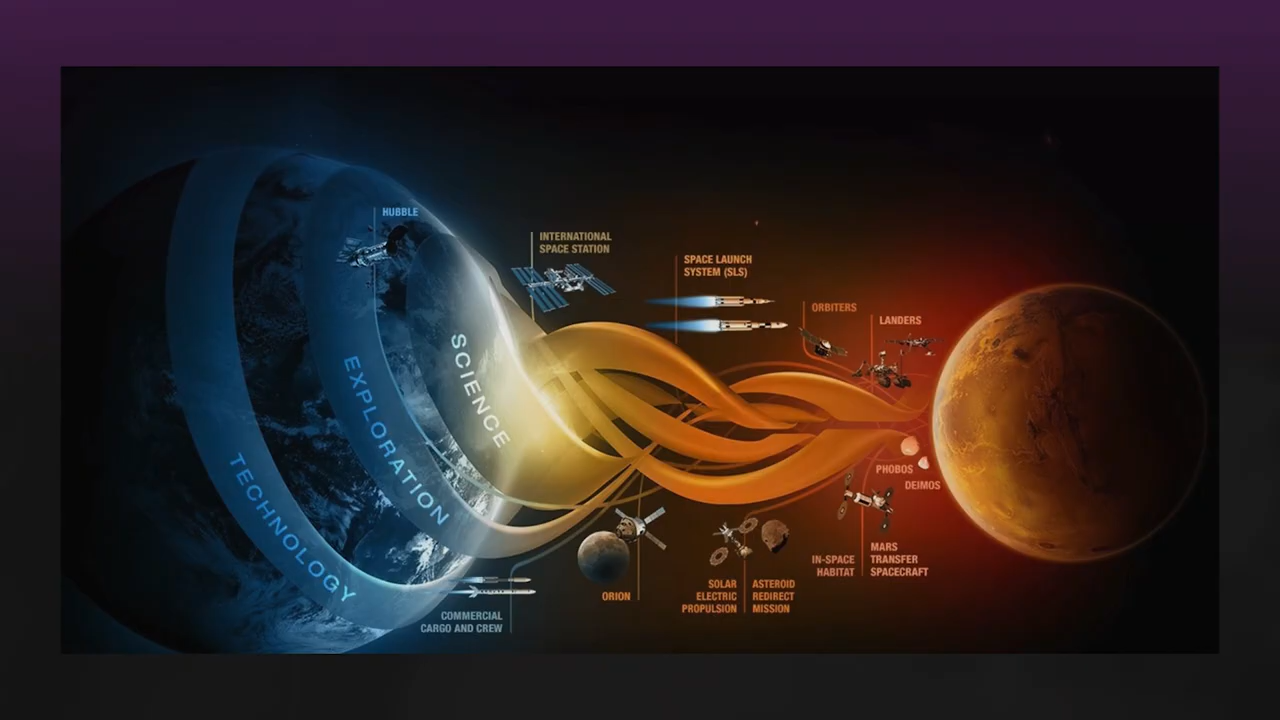 HUBBLE
INTERNATIONAL
SPACE STATION
SPACE LAUNCH
SYSTEM (SLS)
ORBITERS
LANDERS
SCIENCE
EXPLORATION
TECHNOLOGY
PHOBOS
DEIMOS
COMMERCIAL
CARGO AND CREW
ORION
SOLAR
ELECTRIC
PROPULSION
ASTEROID
REDIRECT
MISSION
IN-SPACE
HABITAT
MARS
TRANSFER
SPACECRAFT